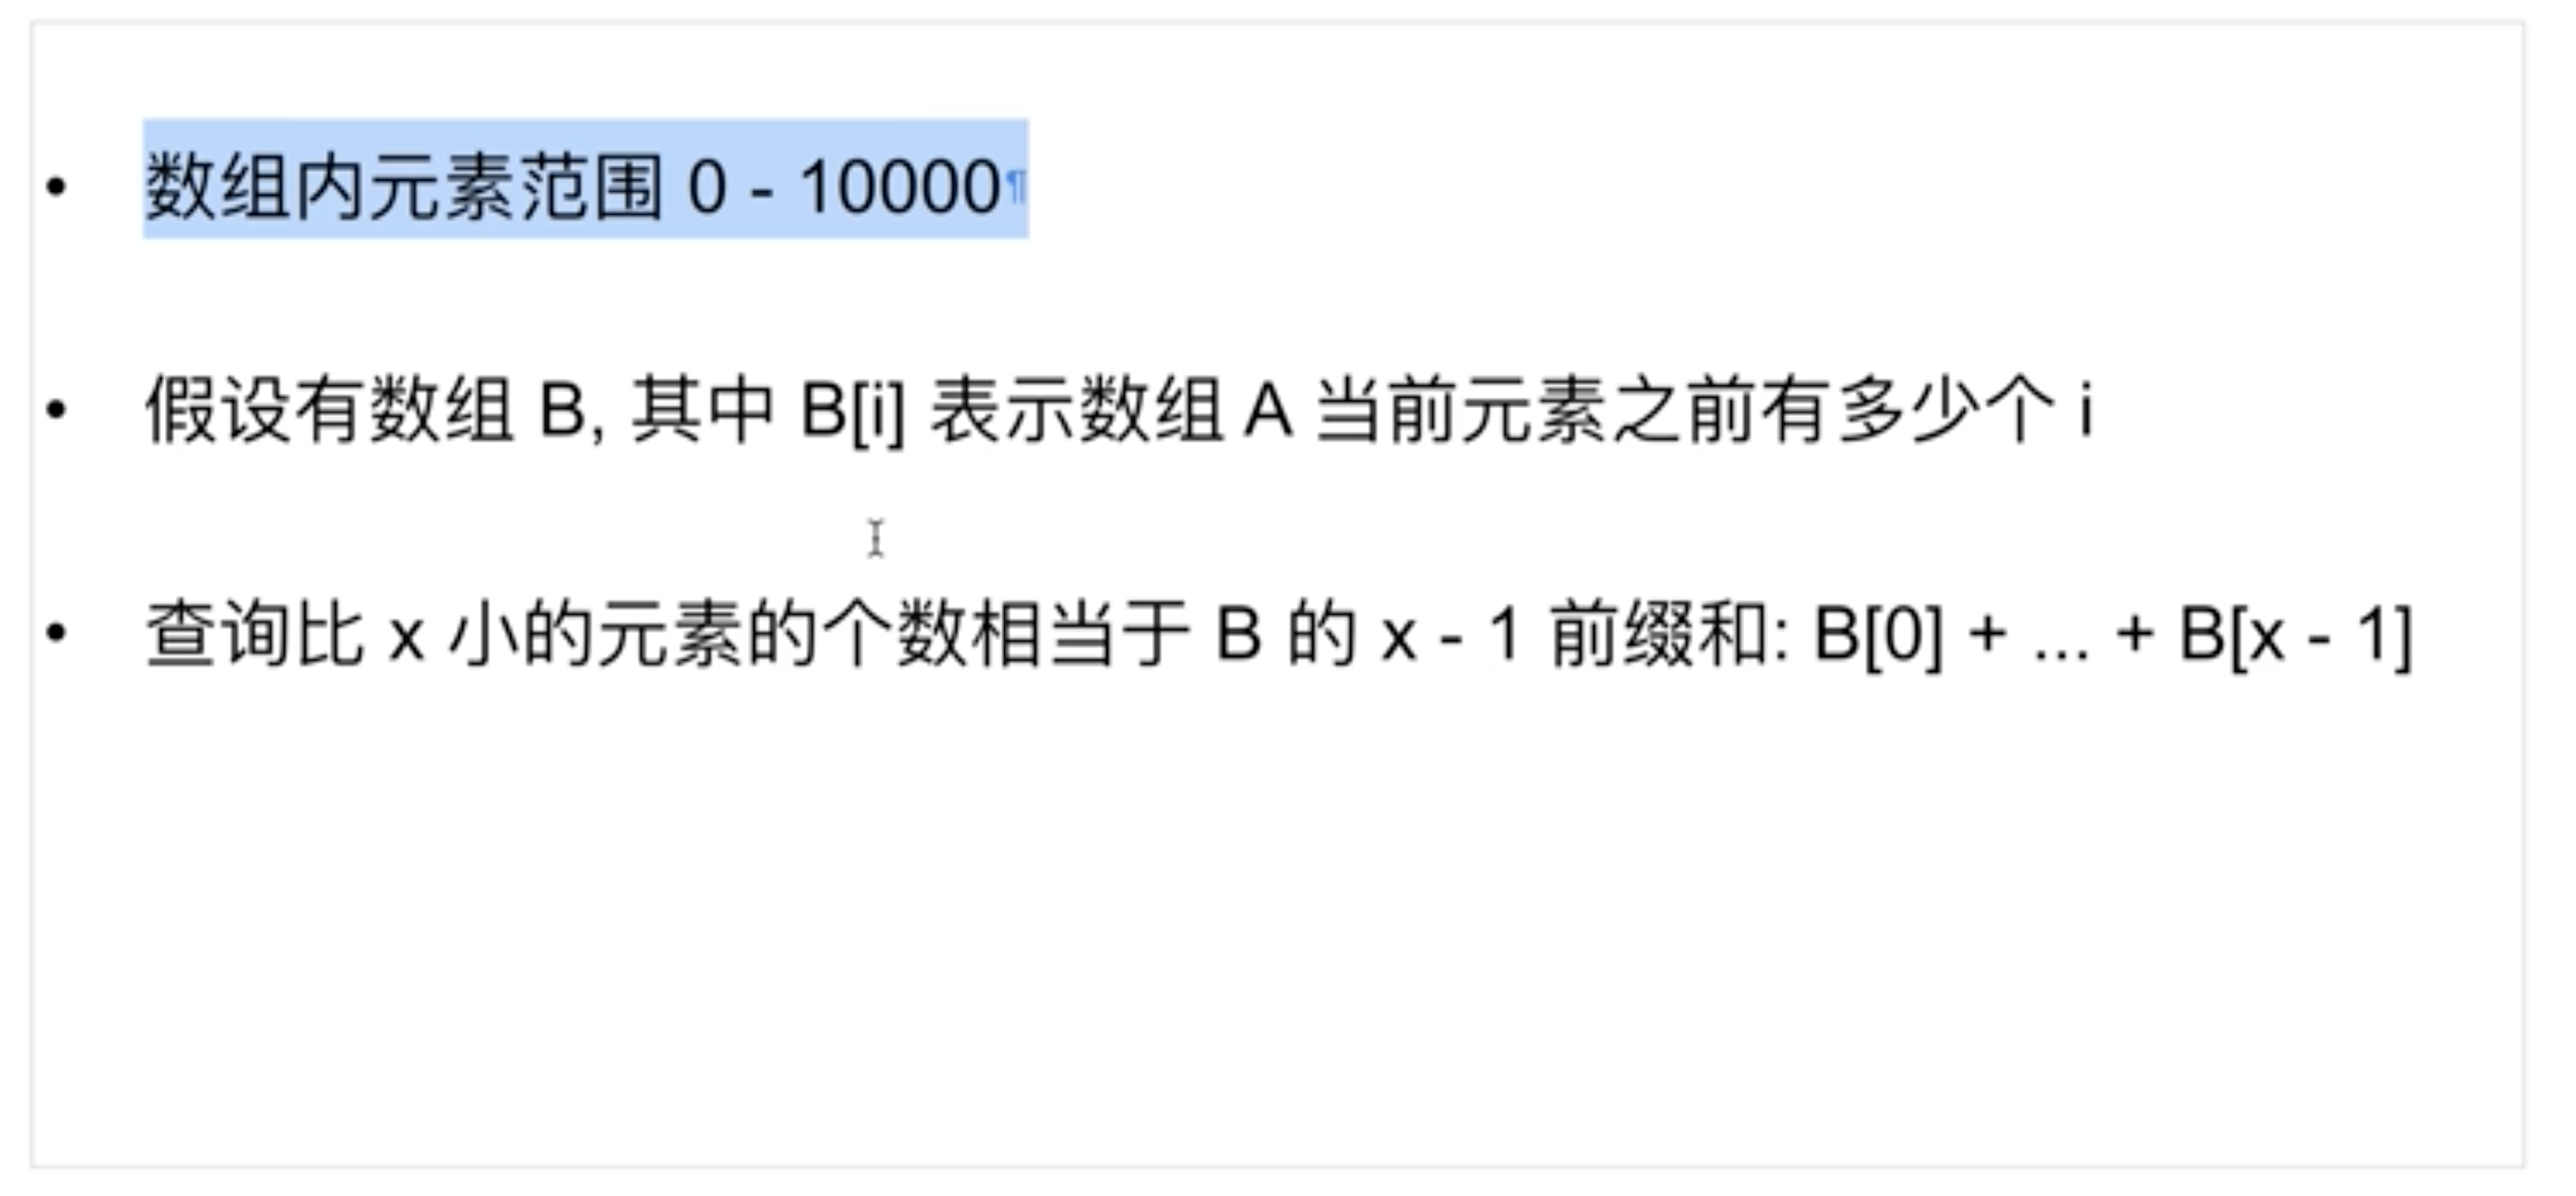 • 数组内元素范围 0 - 10000¶
• 假设有数组 B, 其中 B[i] 表示数组 A 当前元素之前有多少个 i
• 查询比 x 小的元素的个数相当于 B 的 x - 1 前缀和: B[0] + ... + B[x - 1]